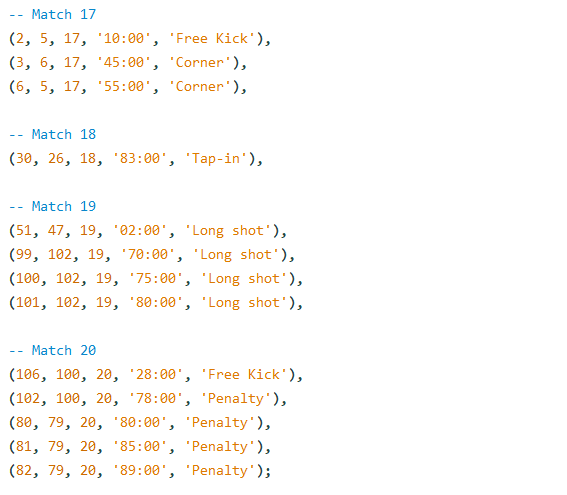 -- Match 17
(2, 5, 17, '10:00', 'Free Kick'),
(3, 6, 17, '45:00', 'Corner'),
(6, 5, 17, '55:00', 'Corner'),
-- Match 18
(30, 26, 18, '83:00', 'Tap-in'),
-- Match 19
(51, 47, 19, '02:00', 'Long shot'),
(99, 102, 19, '70:00', 'Long shot'),
(100, 102, 19, '75:00', 'Long shot'),
(101, 102, 19, '80:00', 'Long shot'),
-- Match 20
(106, 100, 20, '28:00', 'Free Kick'),
(102, 100, 20, '78:00', 'Penalty'),
(80, 79, 20, '80:00', 'Penalty'),
(81, 79, 20, '85:00', 'Penalty'),
(82, 79, 20, '89:00', 'Penalty');